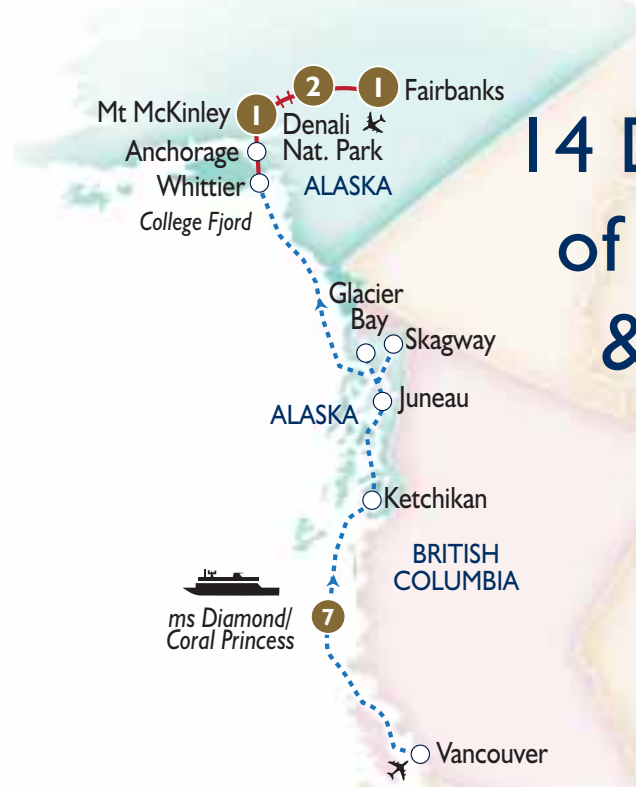 1
2
1
Fairbanks
Mt McKinley
Denali
Nat. Park
Anchorage
Whittier
ALASKA
College Fjord
14 D
of
&
Glacier
Bay
Skagway
Juneau
ALASKA
Ketchikan
BRITISH
COLUMBIA
ms Diamond/
Coral Princess
7
Vancouver